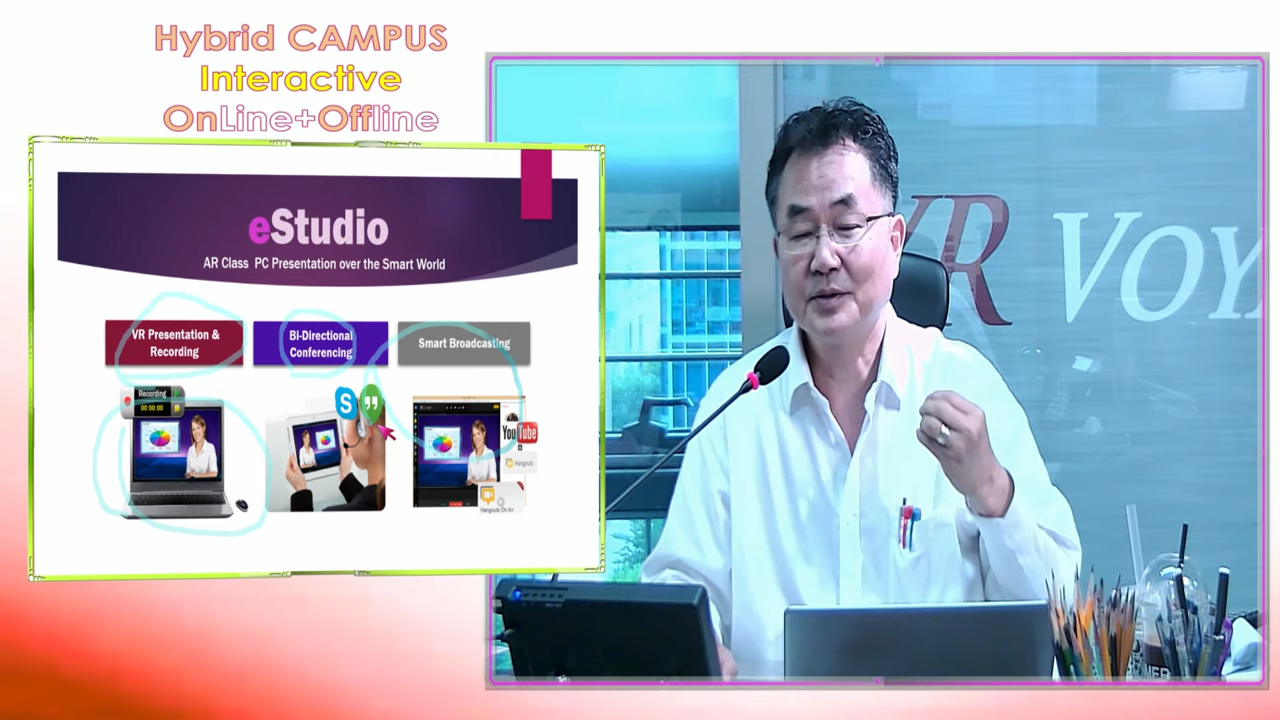 Hybrid CAMPUS
Interactive
OnLine+Offline
eStudio
AR Class PC Presentation over the Smart World
VR Presentation &
Recording
Bi-Directional
Conferencing
Smart Broadcasting
Recording
00:00:00
S
YouTube
Hangouts
Hangouts On Air
VR VOY